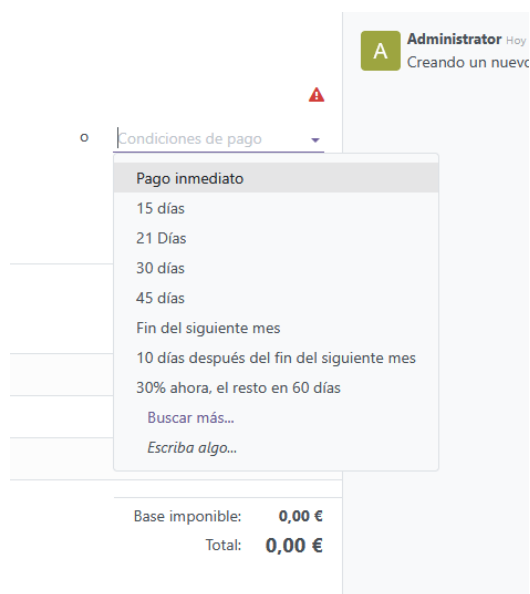 A
Administrator Hoy
Creando un nuevo
o
Condiciones de pago
Pago inmediato
15 días
21 Días
30 días
45 días
Fin del siguiente mes
10 días después del fin del siguiente mes
30% ahora, el resto en 60 días
Buscar más...
Escriba algo...
Base imponible: 0,00 €
Total: 0,00 €